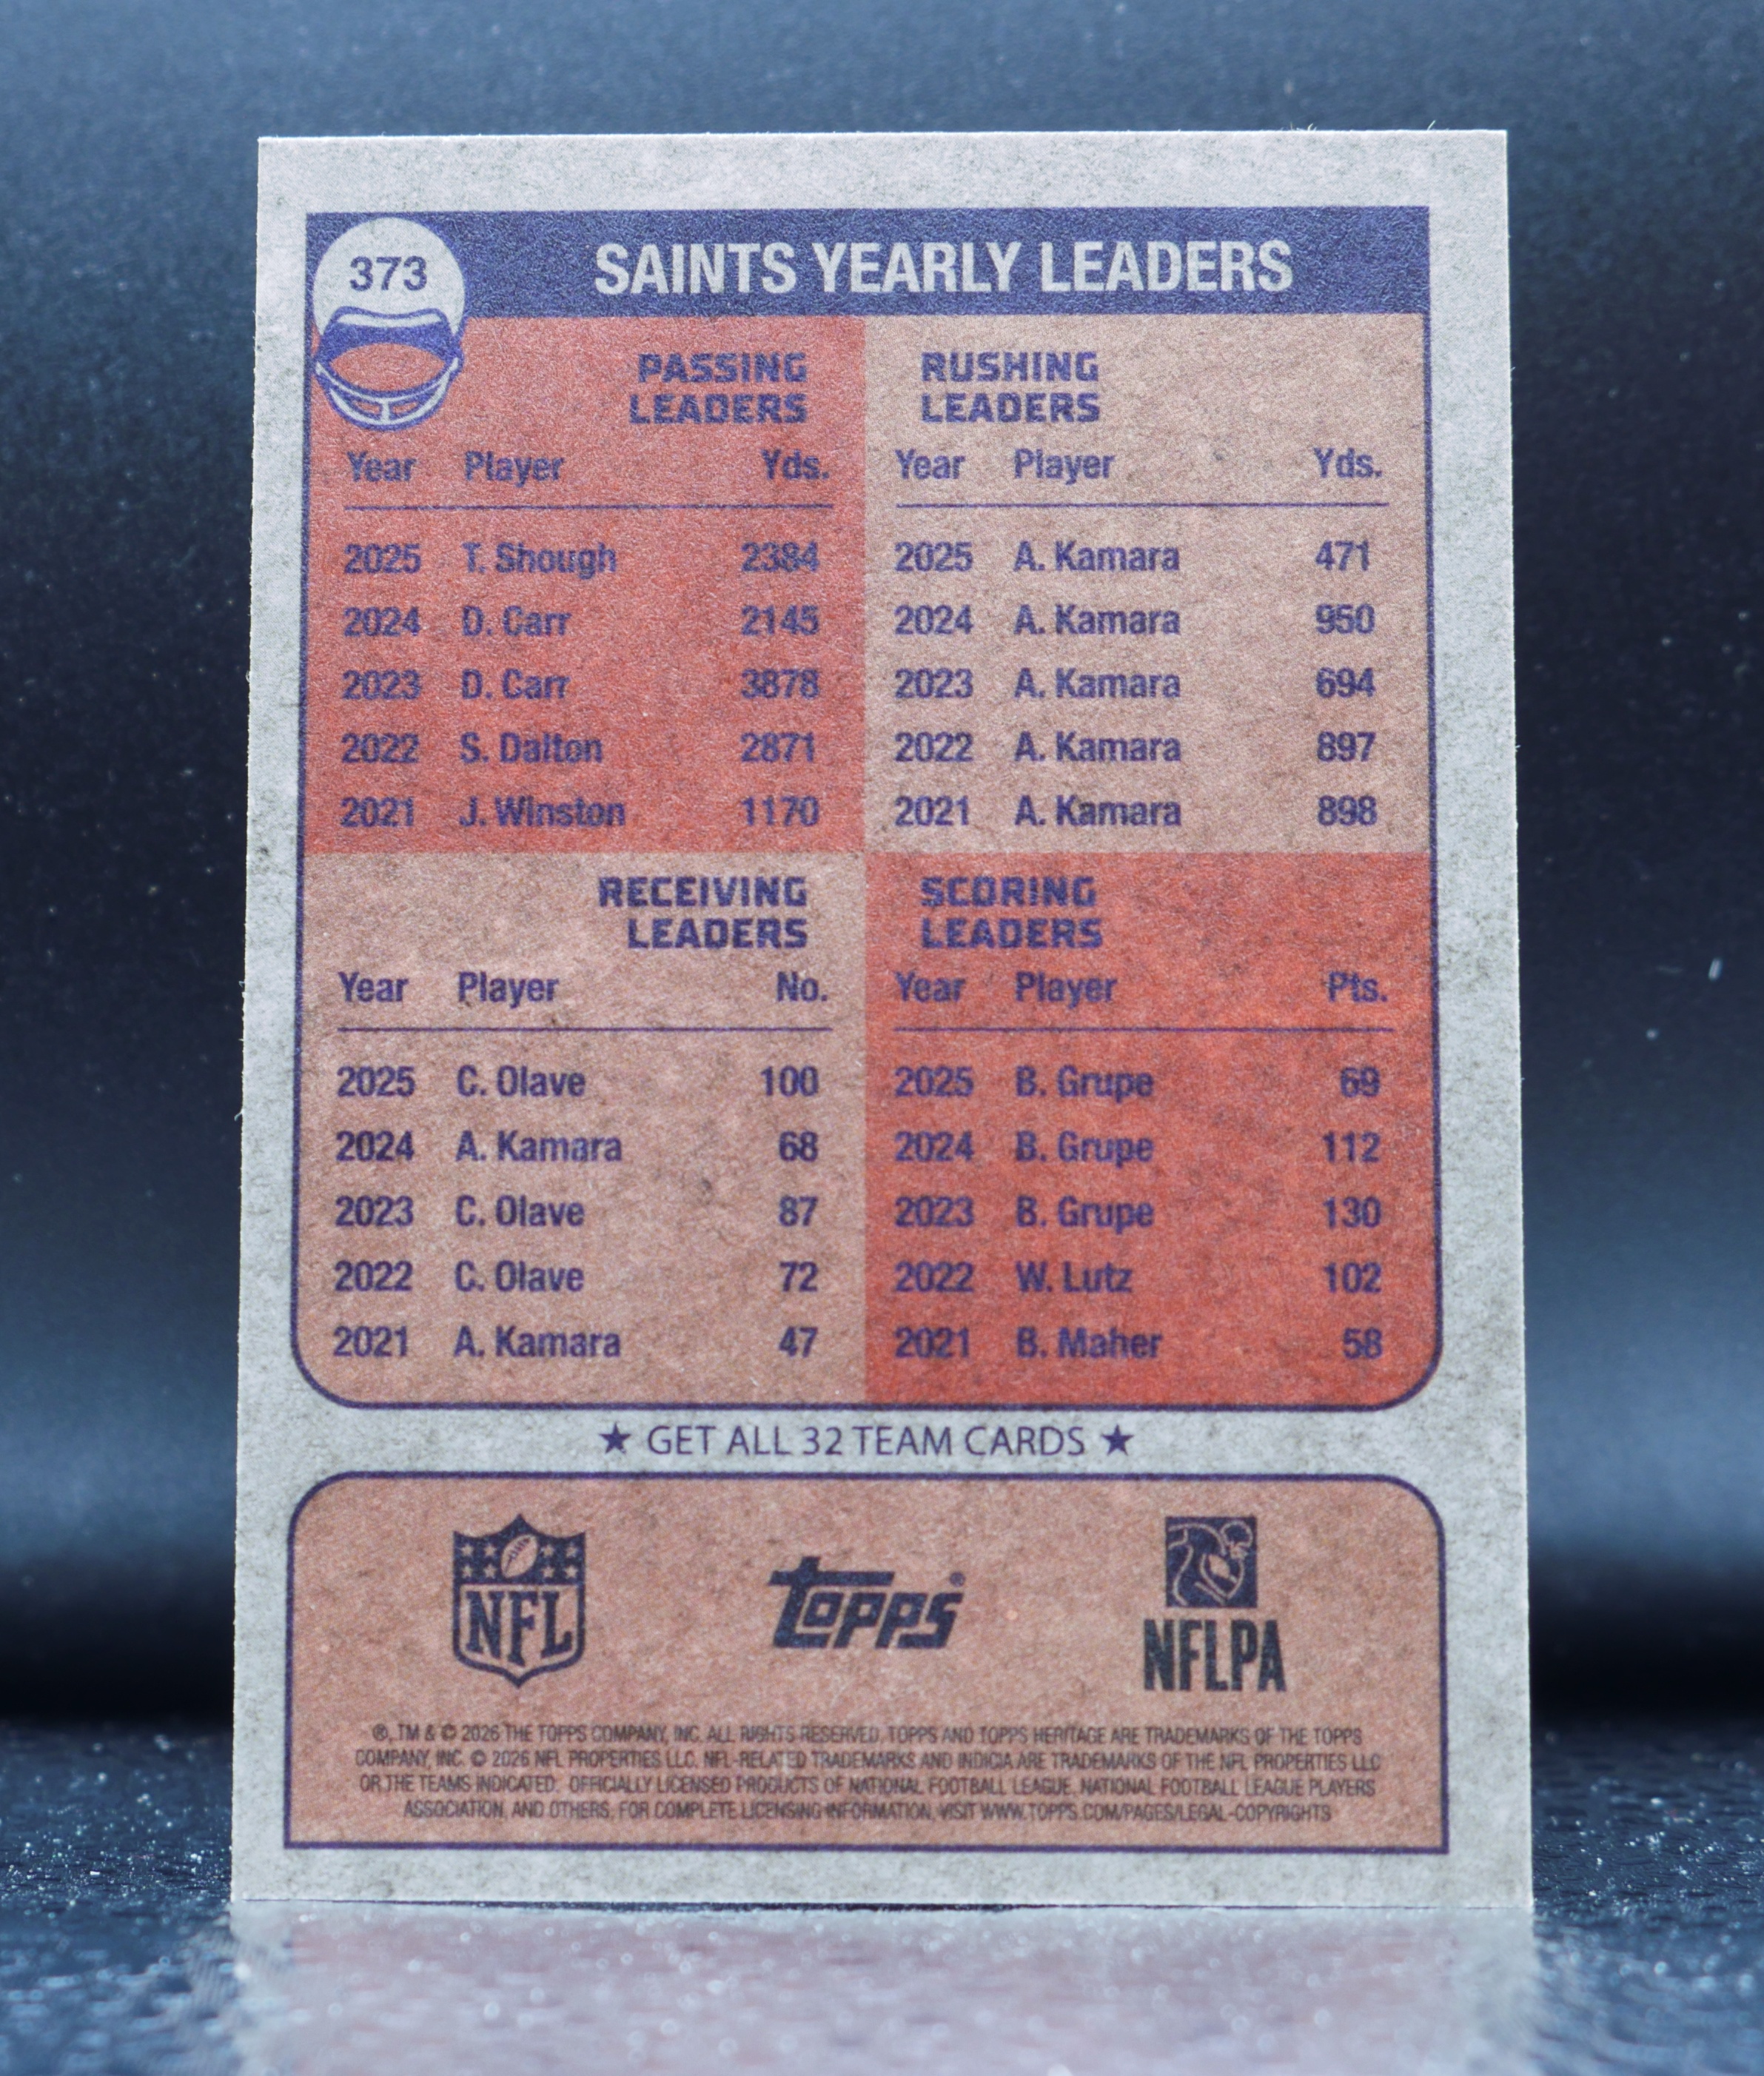 373
SAINTS YEARLY LEADERS
PASSING
LEADERS
Year Player Yds.
2025 T. Shough 2384
2024 D. Carr 2145
2023 D. Carr 3878
2022 S. Dalton 2871
2021 J. Winston 1170
RUSHING
LEADERS
Year Player Yds.
2025 A. Kamara 471
2024 A. Kamara 950
2023 A. Kamara 694
2022 A. Kamara 897
2021 A. Kamara 898
RECEIVING
LEADERS
Year Player No.
2025 C. Olave 100
2024 A. Kamara 68
2023 C. Olave 87
2022 C. Olave 72
2021 A. Kamara 47
SCORING
LEADERS
Year Player Pts.
2025 B. Grupe 69
2024 B. Grupe 112
2023 B. Grupe 130
2022 W. Lutz 102
2021 B. Maher 58
★ GET ALL 32 TEAM CARDS ★
NFL
Topps®
NFLPA
®, TM & © 2026 THE TOPPS COMPANY, INC. ALL RIGHTS RESERVED. TOPPS AND TOPPS HERITAGE ARE TRADEMARKS OF THE TOPPS
COMPANY, INC. © 2026 NFL PROPERTIES LLC. NFL-RELATED TRADEMARKS AND INDICIA ARE TRADEMARKS OF THE NFL PROPERTIES LLC
OR THE TEAMS INDICATED. OFFICIALLY LICENSED PRODUCTS OF NATIONAL FOOTBALL LEAGUE, NATIONAL FOOTBALL LEAGUE PLAYERS
ASSOCIATION, AND OTHERS. FOR COMPLETE LICENSING INFORMATION, VISIT WWW.TOPPS.COM/PAGES/LEGAL-COPYRIGHTS